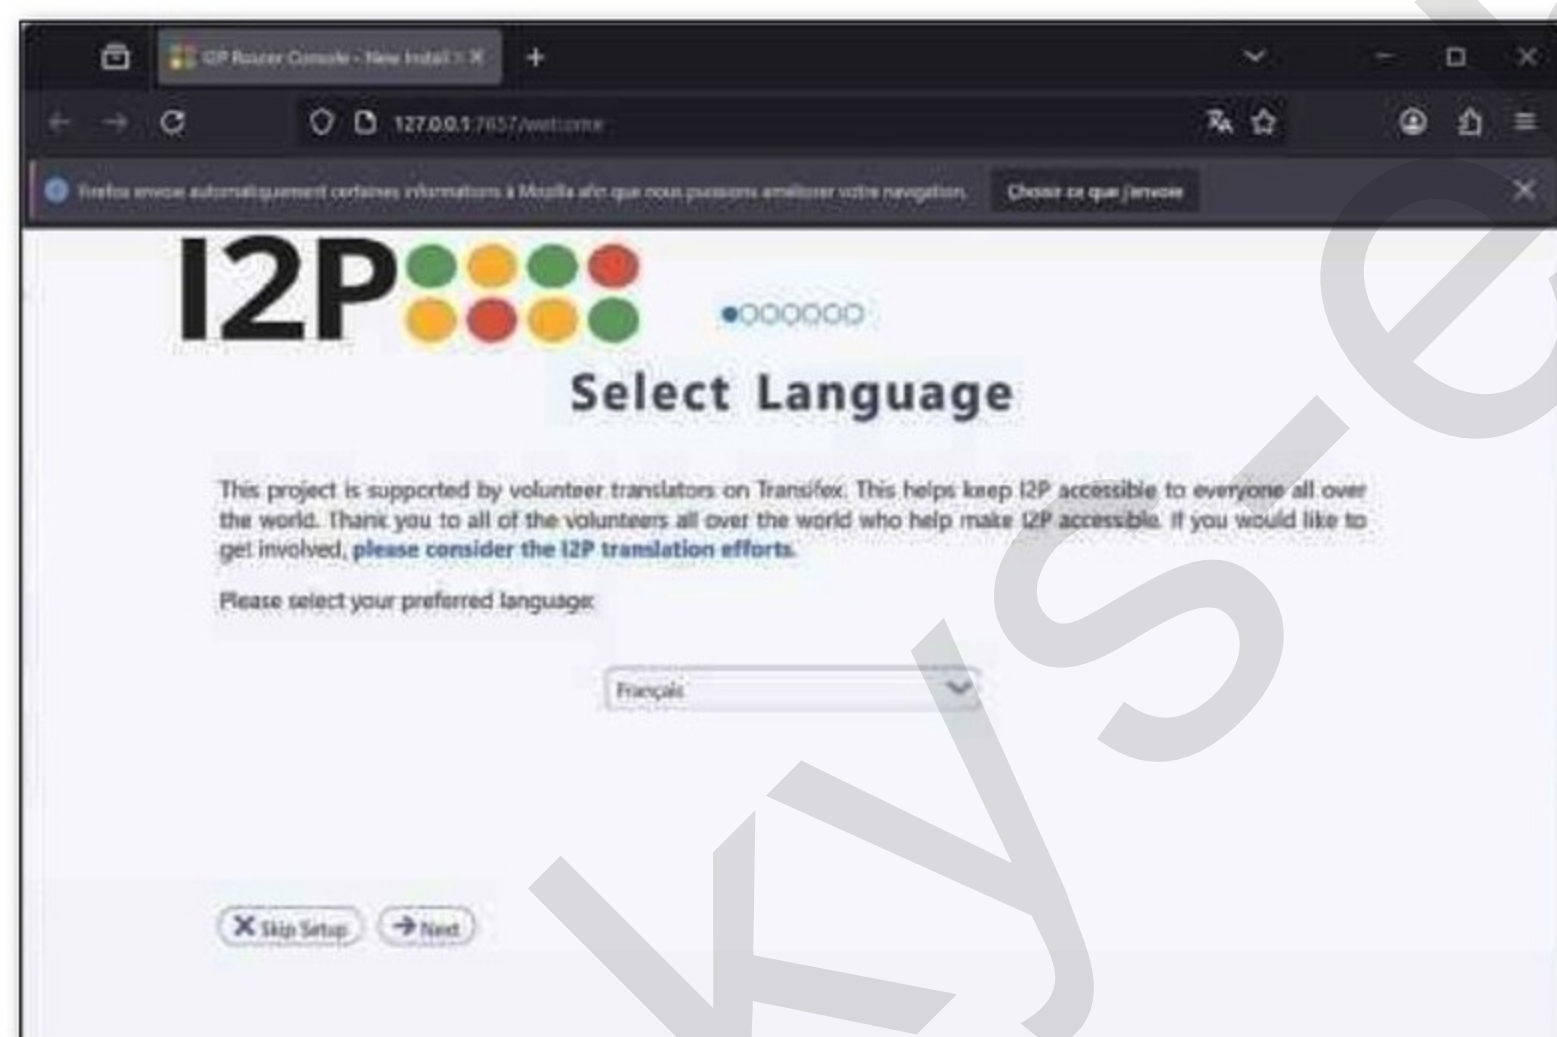 I2P Router Console - New Install
127.0.0.1:7657/welcome
Firefox envoie automatiquement certaines informations à Mozilla afin que nous puissions améliorer votre navigation.
Choisir ce que j'envoie
I2P
Select Language
This project is supported by volunteer translators on Transifex. This helps keep I2P accessible to everyone all over
the world. Thank you to all of the volunteers all over the world who help make I2P accessible. If you would like to
get involved, please consider the I2P translation efforts.
Please select your preferred language:
Français
Skip Setup
Next
ky's-e